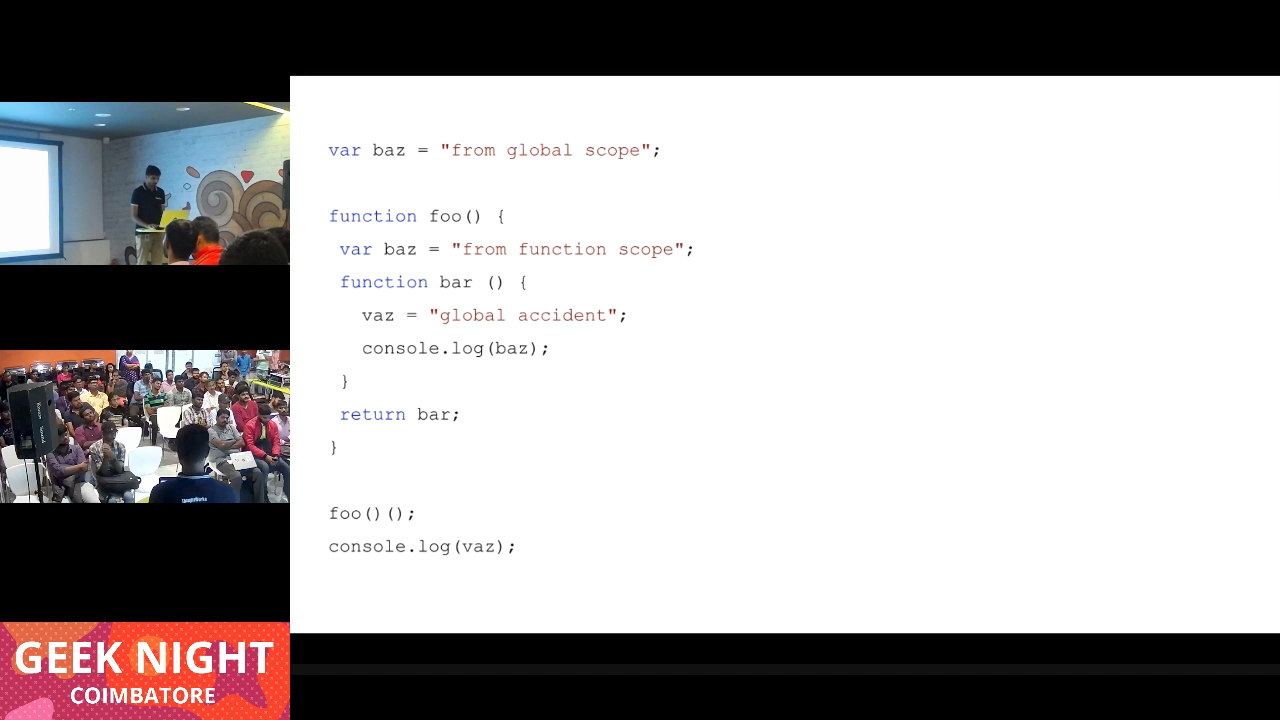 var baz = "from global scope";
function foo() {
var baz = "from function scope";
function bar () {
vaz = "global accident";
console.log(baz);
}
return bar;
}
foo()();
console.log(vaz);
GEEK NIGHT
COIMBATORE